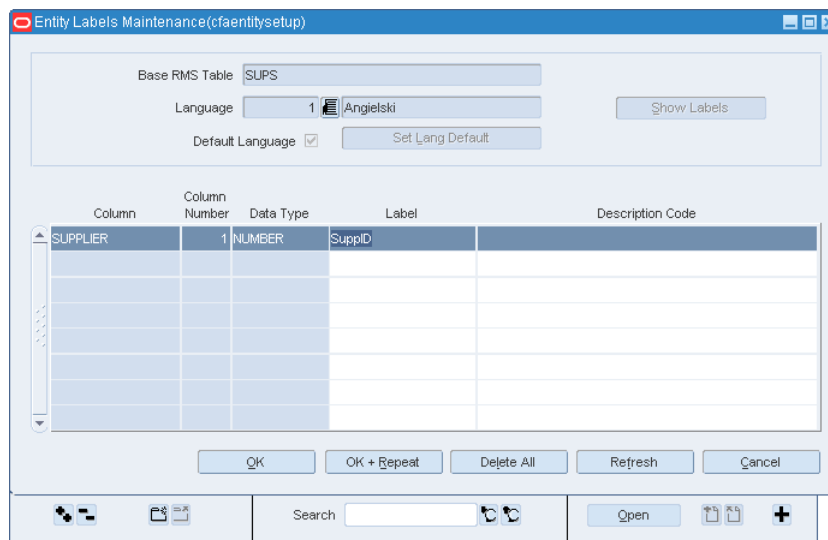 Entity Labels Maintenance(cfaentitysetup)
Base RMS Table SUPS
Language 1 Angielski Show Labels
Default Language Set Lang Default
Column Column Number Data Type Label Description Code
SUPPLIER 1 NUMBER SuppID
OK OK + Repeat Delete All Refresh Cancel
Search Open